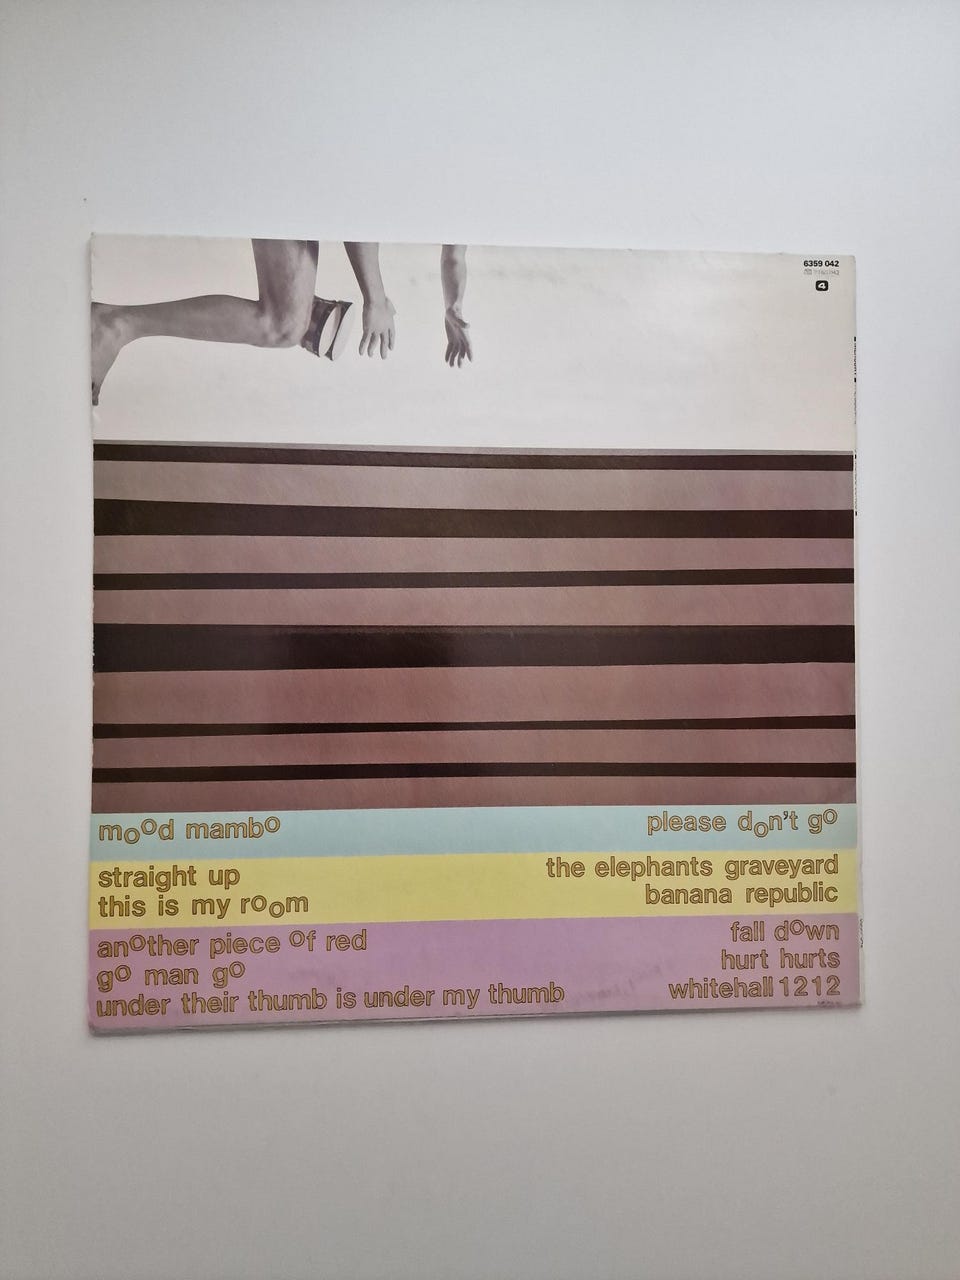 6359 042
4
mood mambo
straight up
this is my room
another piece of red
go man go
under their thumb is under my thumb
please don't go
the elephants graveyard
banana republic
fall down
hurt hurts
whitehall 1212